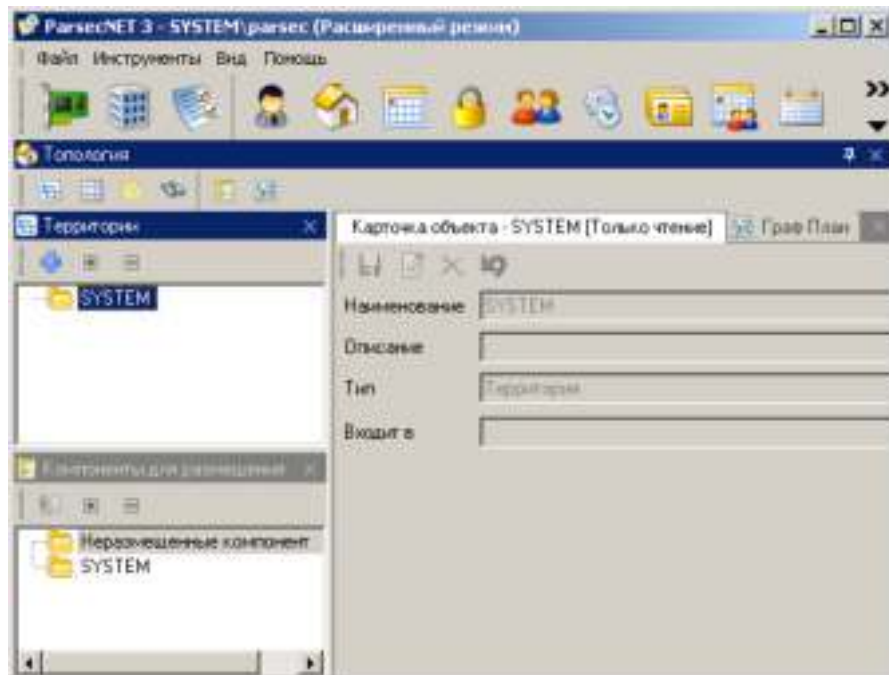 ParsecNET 3 - SYSTEM\parsec (Расширенный режим)
Файл Инструменты Вид Помощь
Топология
Территории
Карточка объекта - SYSTEM [Только чтение] Граф План
SYSTEM
Наименование SYSTEM
Описание
Тип Территория
Входит в
Компоненты для размещения
Неразмещенные компонент
SYSTEM